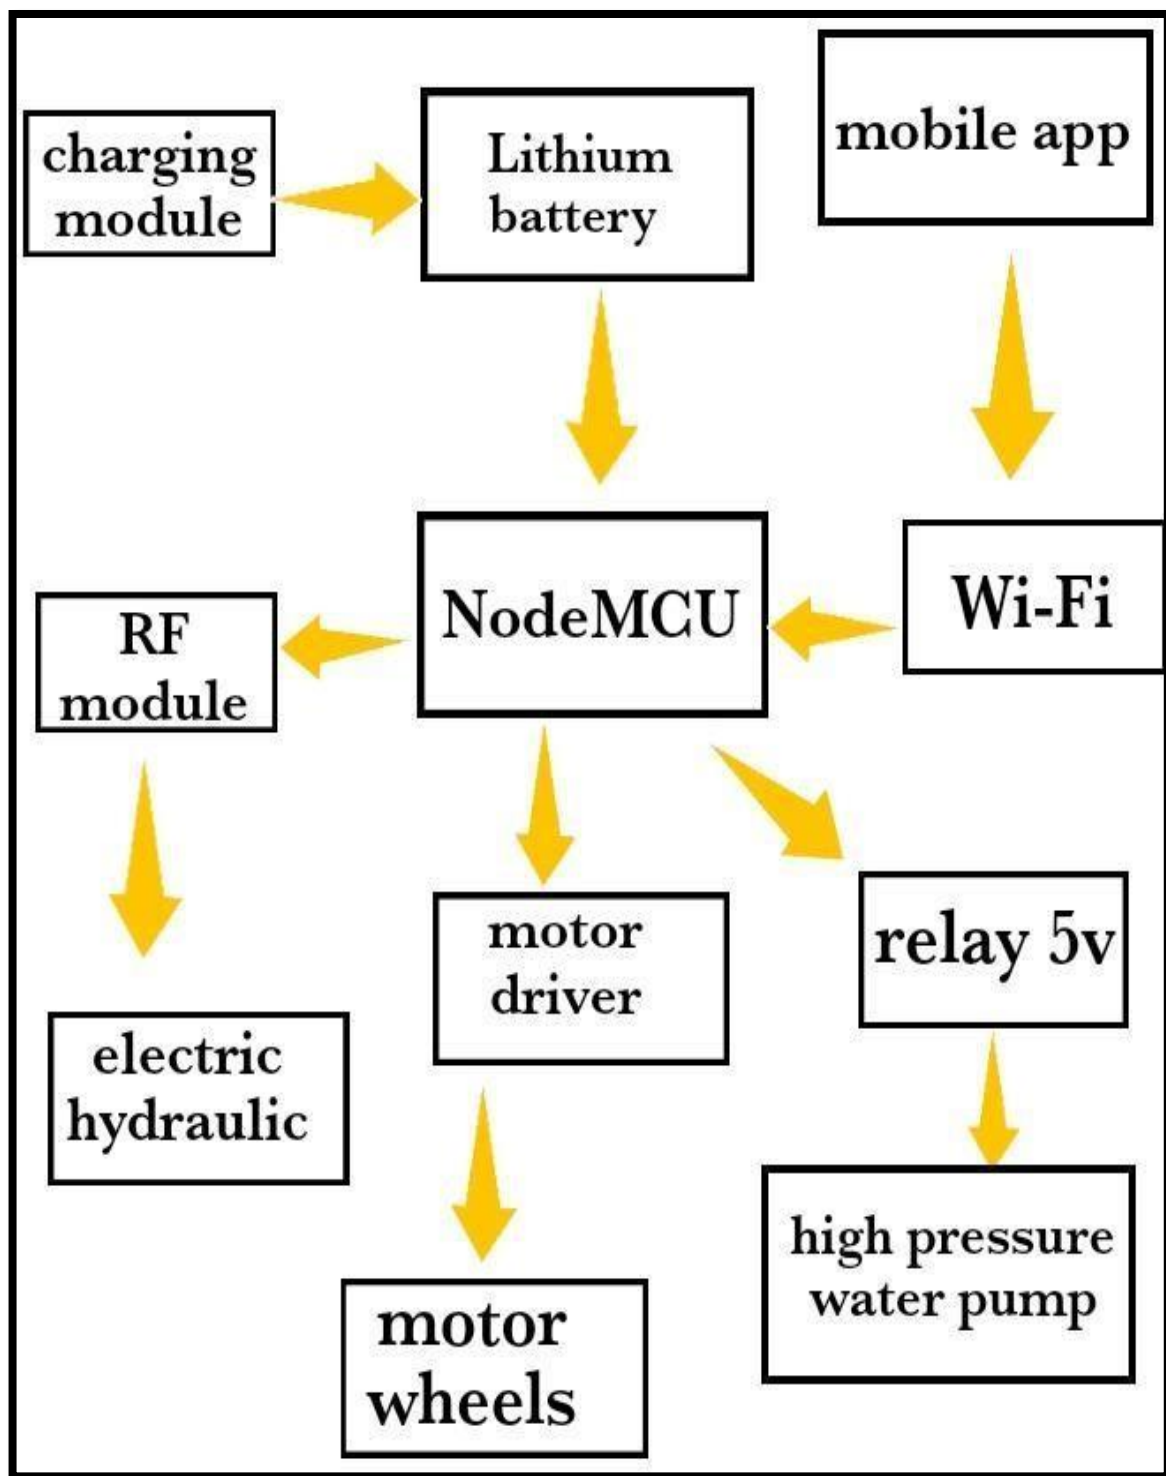 charging
module
Lithium
battery
mobile app
NodeMCU
Wi-Fi
RF
module
motor
driver
relay 5v
electric
hydraulic
high pressure
water pump
motor
wheels